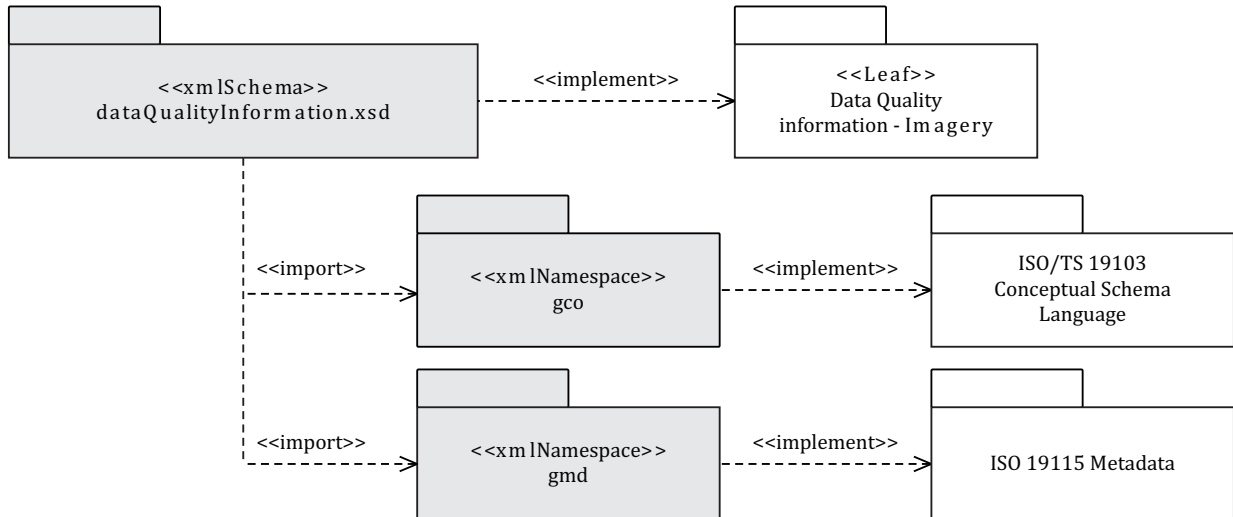 <<xmlSchema>>
dataQualityInformation.xsd
<<implement>>
<<Leaf>>
Data Quality
information - Imagery
<<import>>
<<xmlNamespace>>
gco
<<implement>>
ISO/TS 19103
Conceptual Schema
Language
<<import>>
<<xmlNamespace>>
gmd
<<implement>>
ISO 19115 Metadata